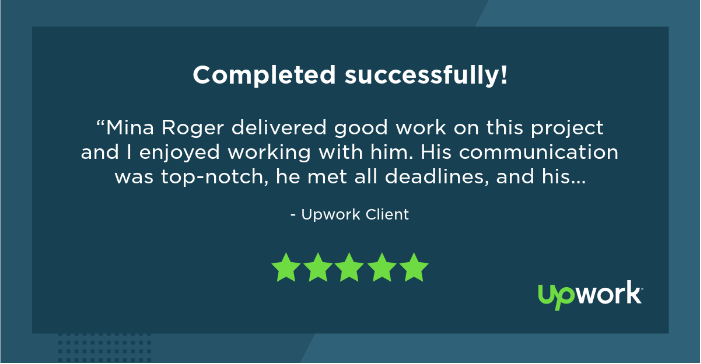 Completed successfully!
“Mina Roger delivered good work on this project
and I enjoyed working with him. His communication
was top-notch, he met all deadlines, and his...
- Upwork Client
upwork